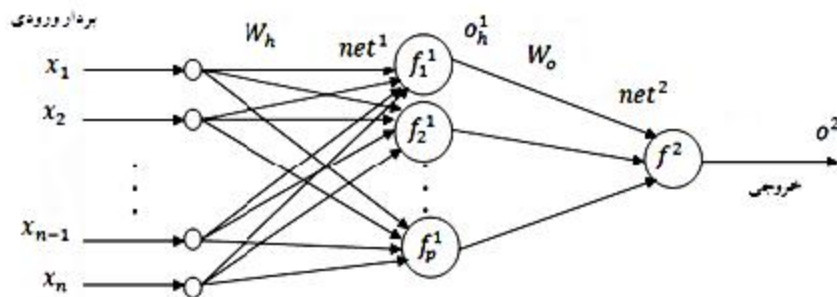 بردار ورودی
W_h net^1 o_h^1 W_o
x_1 f_1^1 net^2
x_2 f_2^1 f^2 o^2
خروجی
x_{n-1} f_p^1
x_n